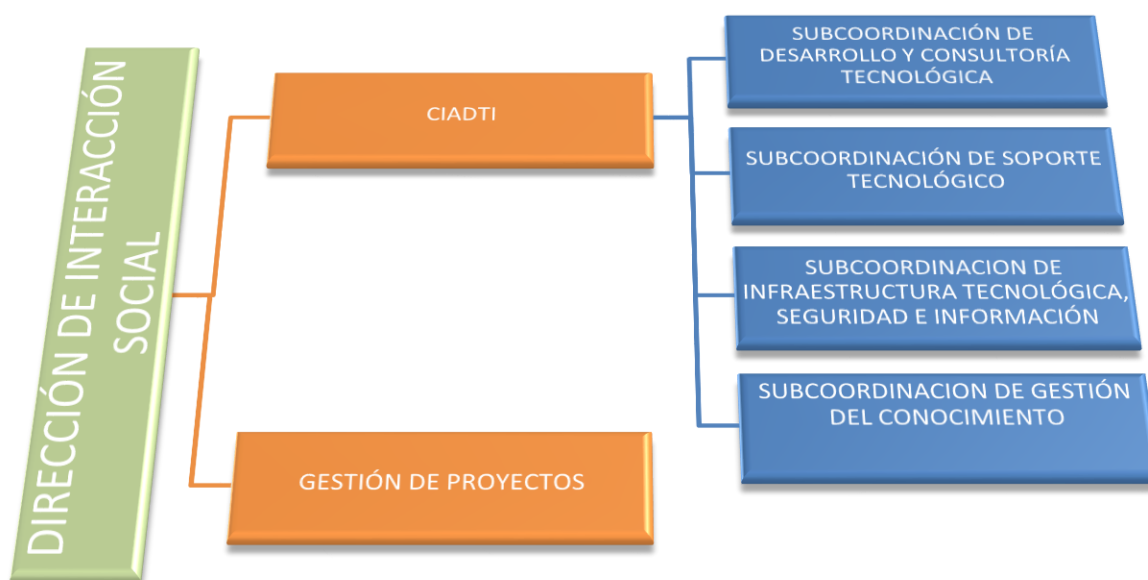 DIRECCIÓN DE INTERACCIÓN
SOCIAL
CIADTI
GESTIÓN DE PROYECTOS
SUBCOORDINACIÓN DE
DESARROLLO Y CONSULTORÍA
TECNOLÓGICA
SUBCOORDINACIÓN DE SOPORTE
TECNOLÓGICO
SUBCOORDINACION DE
INFRAESTRUCTURA TECNOLÓGICA,
SEGURIDAD E INFORMACIÓN
SUBCOORDINACION DE GESTIÓN
DEL CONOCIMIENTO